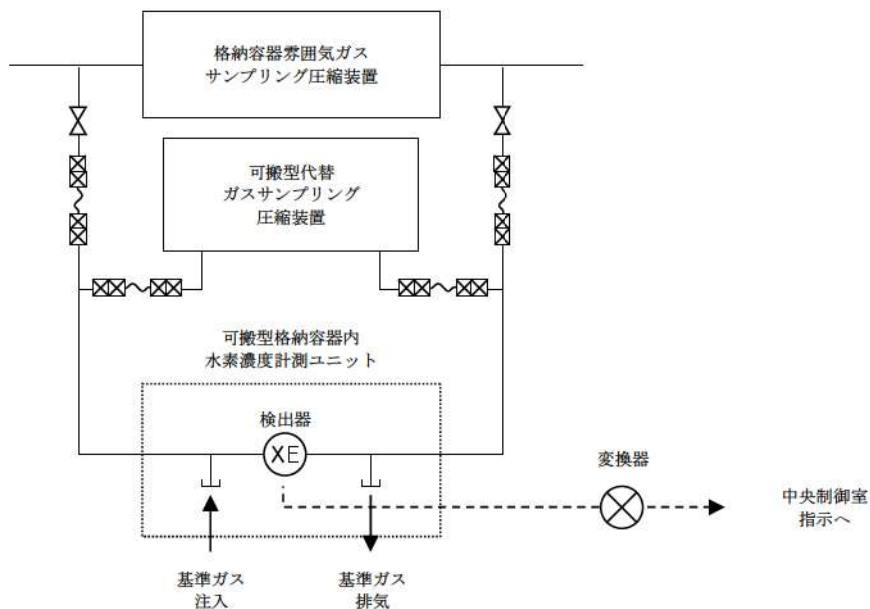 格納容器雰囲気ガス
サンプリング圧縮装置
可搬型代替
ガスサンプリング
圧縮装置
可搬型格納容器内
水素濃度計測ユニット
検出器
XE
変換器
中央制御室
指示へ
基準ガス
注入
基準ガス
排気